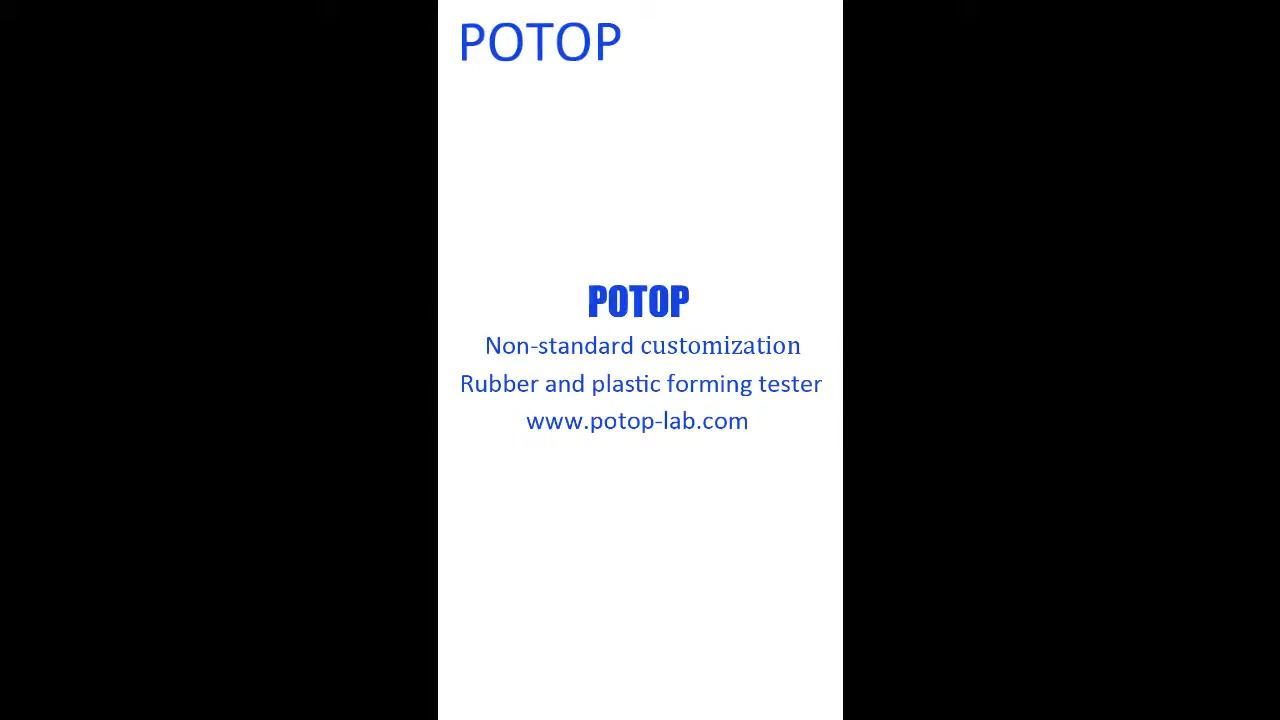 POTOP
POTOP
Non-standard customization
Rubber and plastic forming tester
www.potop-lab.com